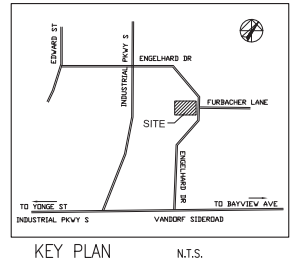 EDWARD ST
INDUSTRIAL PKWY S
ENGELHARD DR
FURBACHER LANE
SITE
ENGELHARD DR
TO YONGE ST
TO BAYVIEW AVE
INDUSTRIAL PKWY S
VANDORF SIDEROAD
KEY PLAN
N.T.S.